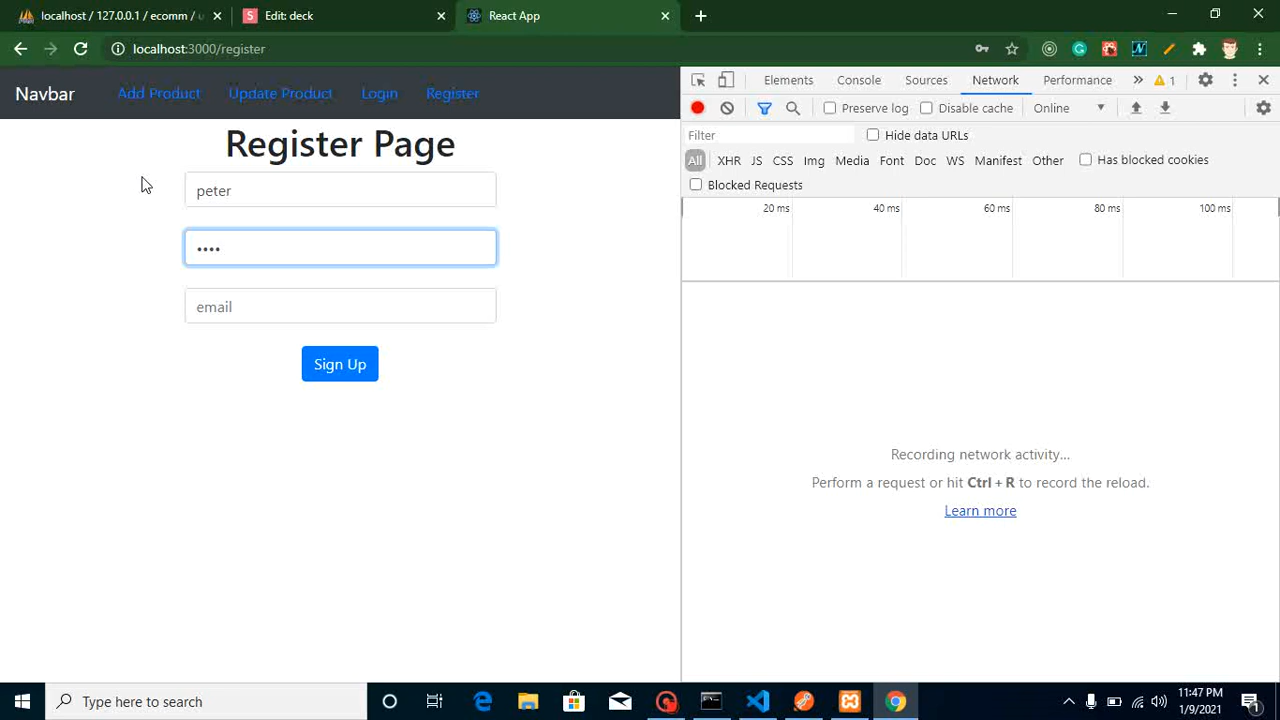 localhost / 127.0.0.1 / ecomm / u
Edit: deck
React App
localhost:3000/register
Navbar
Add Product
Update Product
Login
Register
Register Page
peter
••••
email
Sign Up
Elements
Console
Sources
Network
Performance
1
Preserve log
Disable cache
Online
Filter
Hide data URLs
All
XHR
JS
CSS
Img
Media
Font
Doc
WS
Manifest
Other
Has blocked cookies
Blocked Requests
20 ms
40 ms
60 ms
80 ms
100 ms
Recording network activity...
Perform a request or hit Ctrl + R to record the reload.
Learn more
Type here to search
11:47 PM
1/9/2021
1